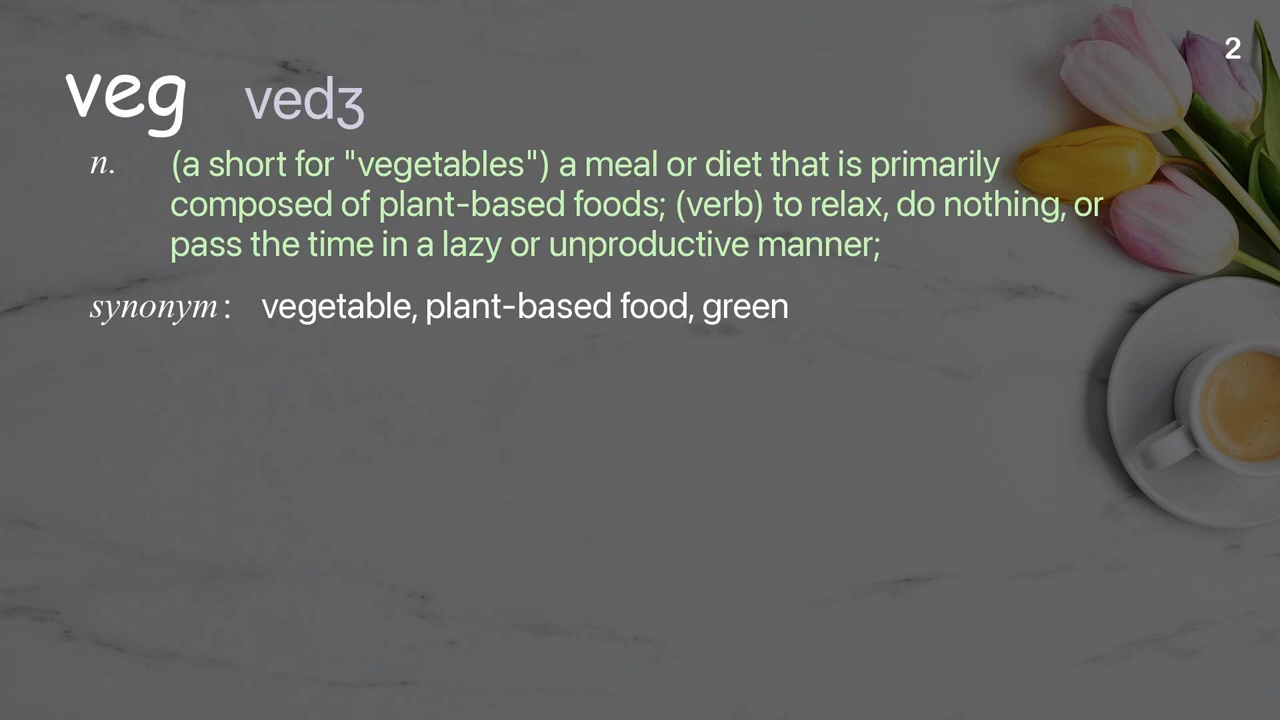 2
veg vedʒ
n. (a short for "vegetables") a meal or diet that is primarily
composed of plant-based foods; (verb) to relax, do nothing, or
pass the time in a lazy or unproductive manner;
synonym: vegetable, plant-based food, green